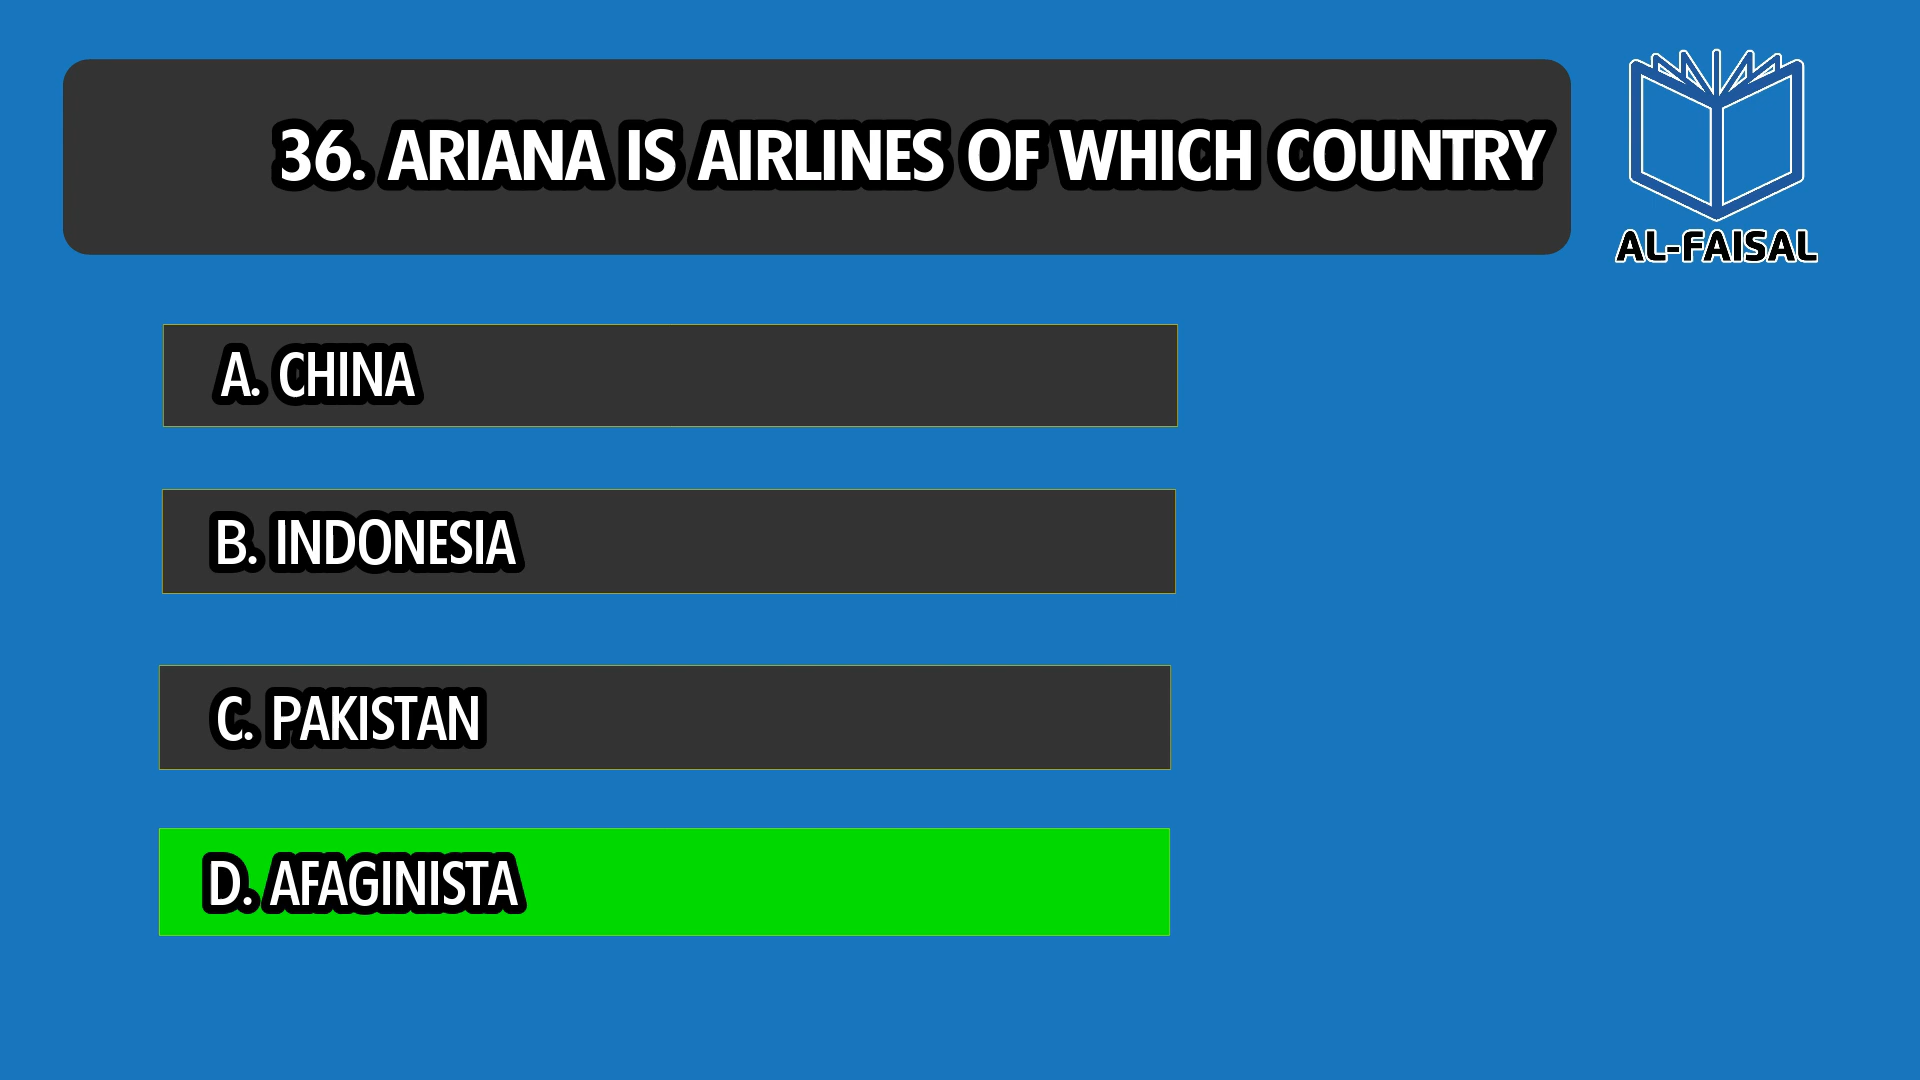 36. ARIANA IS AIRLINES OF WHICH COUNTRY
AL-FAISAL
A. CHINA
B. INDONESIA
C. PAKISTAN
D. AFAGINISTA